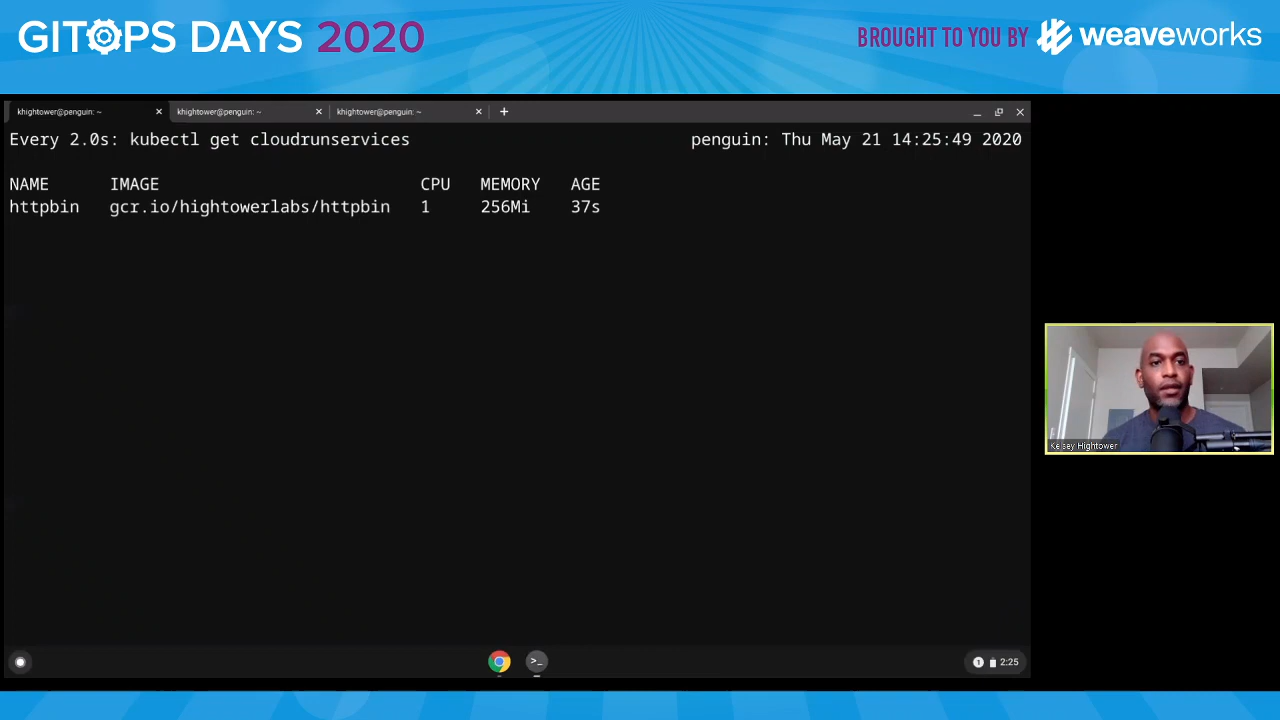 GITOPS DAYS 2020
BROUGHT TO YOU BY weaveworks
khightower@penguin: ~
khightower@penguin: ~
khightower@penguin: ~
Every 2.0s: kubectl get cloudrunservices
penguin: Thu May 21 14:25:49 2020
NAME IMAGE CPU MEMORY AGE
httpbin gcr.io/hightowerlabs/httpbin 1 256Mi 37s
Kelsey Hightower
2:25